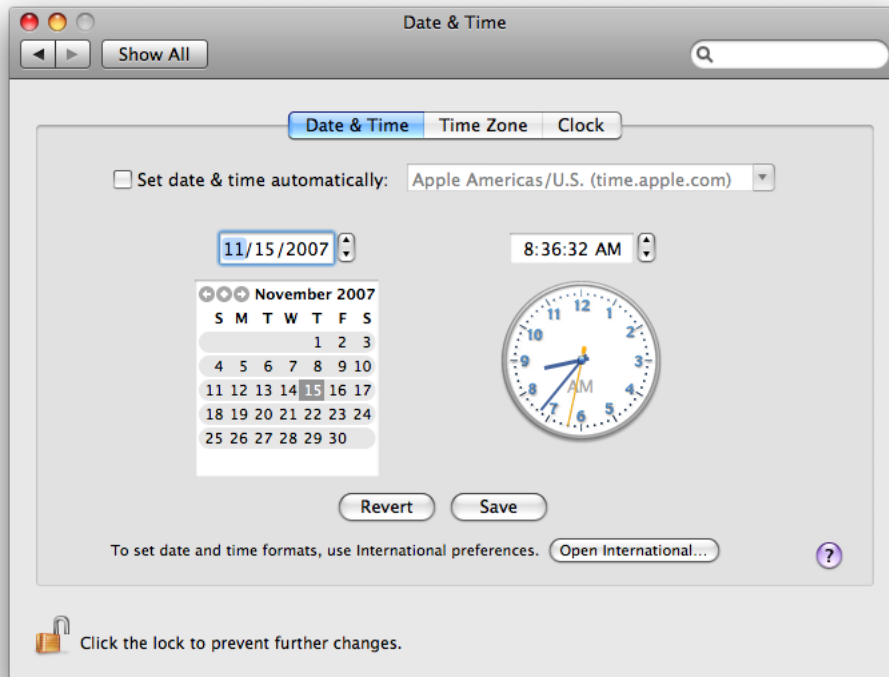 Date & Time
Show All
Date & Time Time Zone Clock
Set date & time automatically: Apple Americas/U.S. (time.apple.com)
11/15/2007 8:36:32 AM
November 2007
S M T W T F S
1 2 3
4 5 6 7 8 9 10
11 12 13 14 15 16 17
18 19 20 21 22 23 24
25 26 27 28 29 30
12
11 1
10 2
9 3
8 AM 4
7 5
6
Revert Save
To set date and time formats, use International preferences. Open International... ?
Click the lock to prevent further changes.